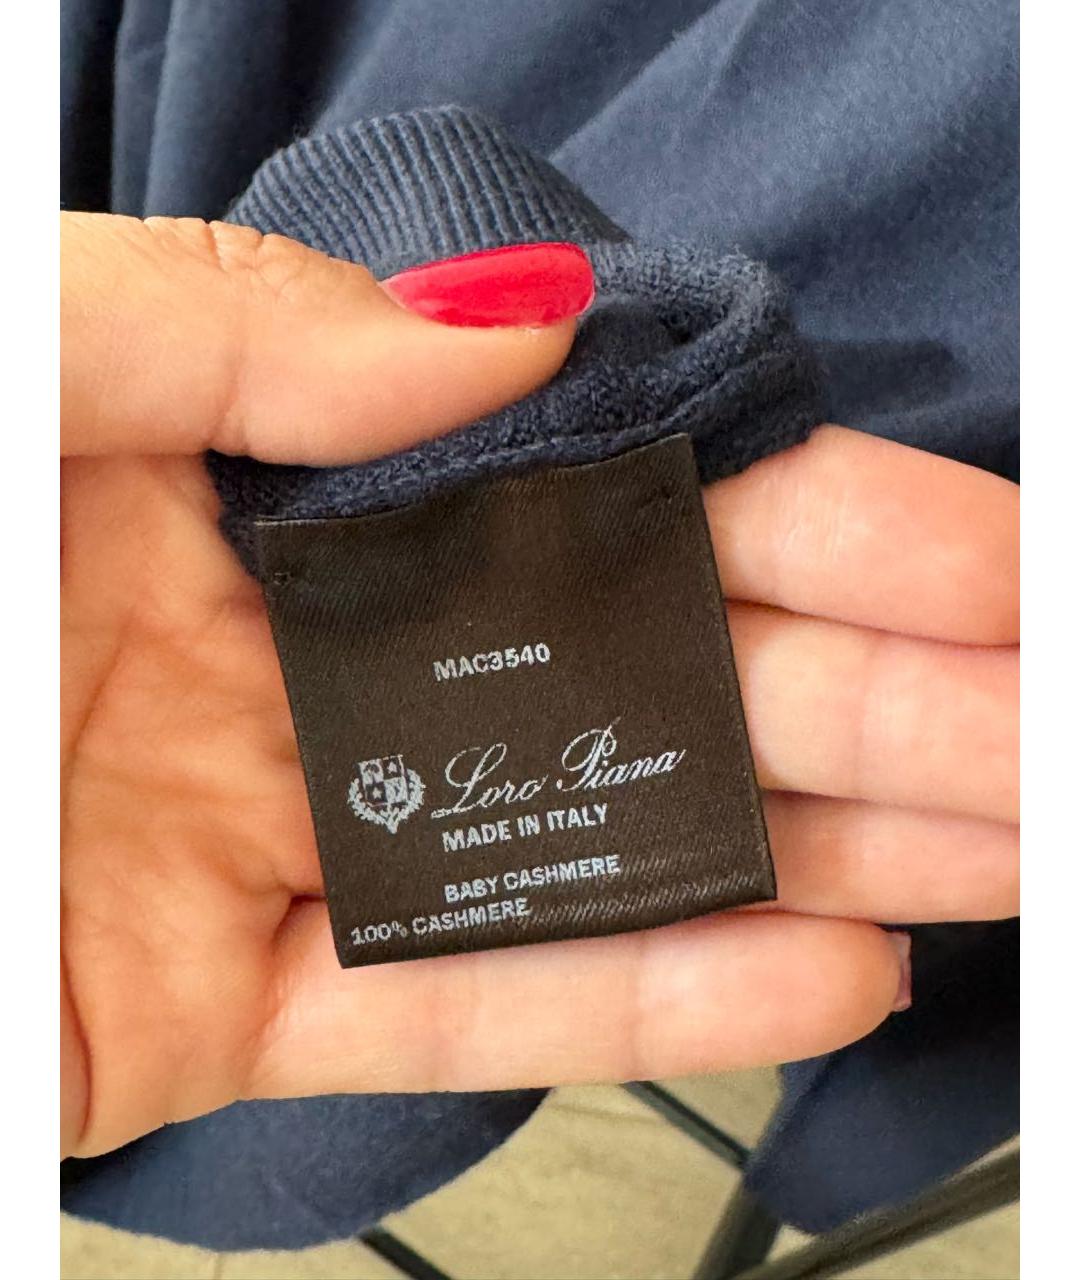 MAC3540
Loro Piana
MADE IN ITALY
BABY CASHMERE
100% CASHMERE